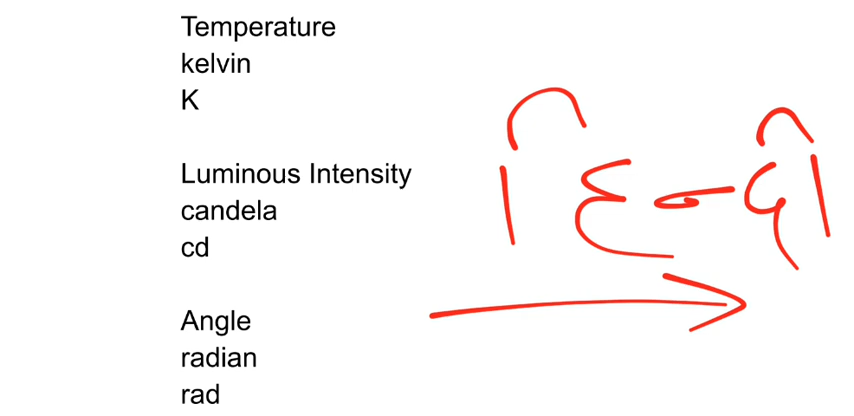 Temperature
kelvin
K
Luminous Intensity
candela
cd
Angle
radian
rad